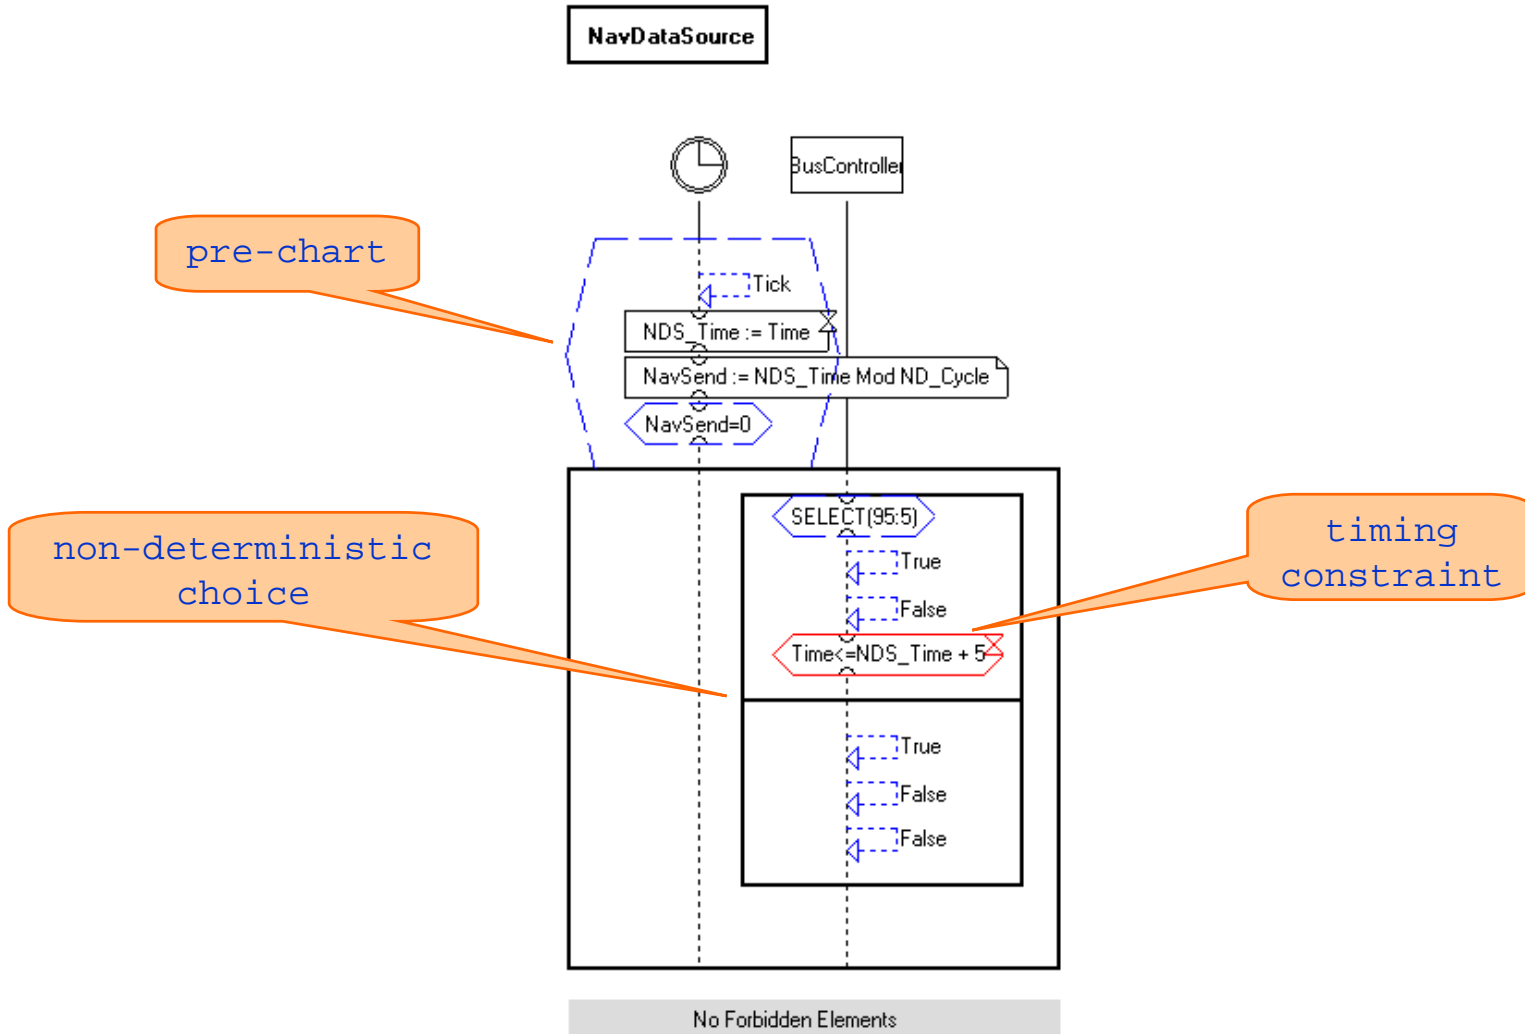 NavDataSource
BusController
pre-chart
Tick
NDS_Time := Time
NavSend := NDS_Time Mod ND_Cycle
NavSend=0
SELECT(95:5)
non-deterministic
choice
timing
constraint
True
False
Time<=NDS_Time + 5
True
False
False
No Forbidden Elements